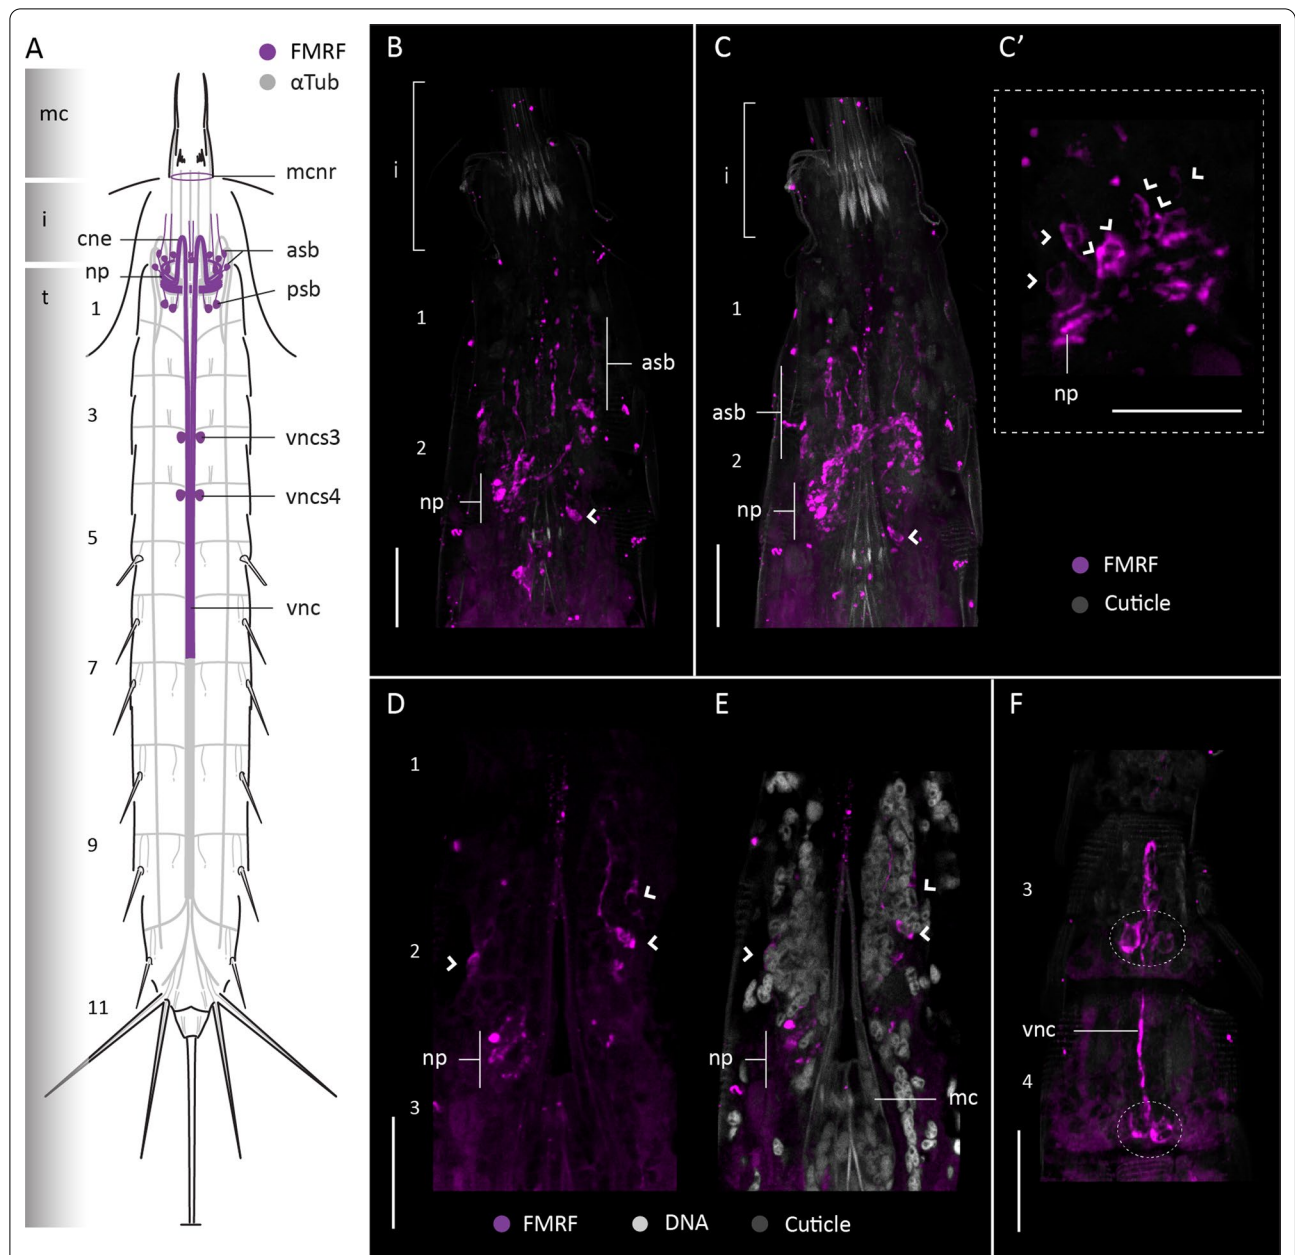 A
FMRF
αTub
mc
mcnr
i
cne
asb
np
psb
t
1
3
vncs3
vncs4
5
vnc
7
9
11
B
i
1
asb
2
np
C
i
1
asb
2
np
C’
np
FMRF
Cuticle
D
1
2
np
3
E
np
mc
FMRF
DNA
Cuticle
F
3
vnc
4